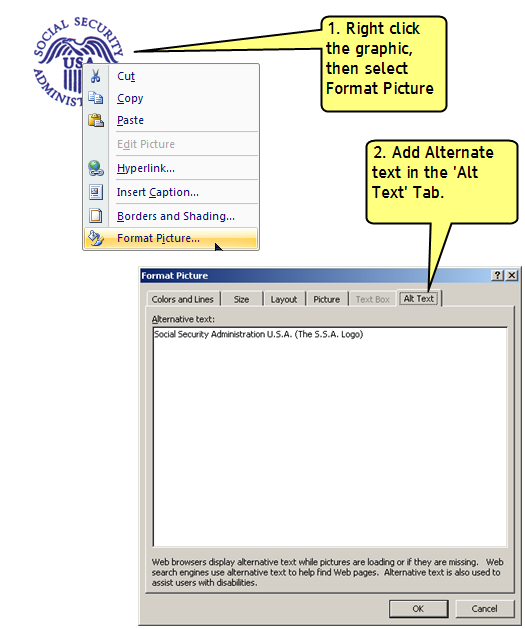 SOCIAL SECURITY
USA
ADMINIST
1. Right click
the graphic,
then select
Format Picture
Cut
Copy
Paste
Edit Picture
Hyperlink...
Insert Caption...
Borders and Shading...
Format Picture...
2. Add Alternate
text in the 'Alt
Text' Tab.
Format Picture
Colors and Lines Size Layout Picture Text Box Alt Text
Alternative text:
Social Security Administration U.S.A. (The S.S.A. Logo)
Web browsers display alternative text while pictures are loading or if they are missing. Web
search engines use alternative text to help find Web pages. Alternative text is also used to
assist users with disabilities.
OK Cancel